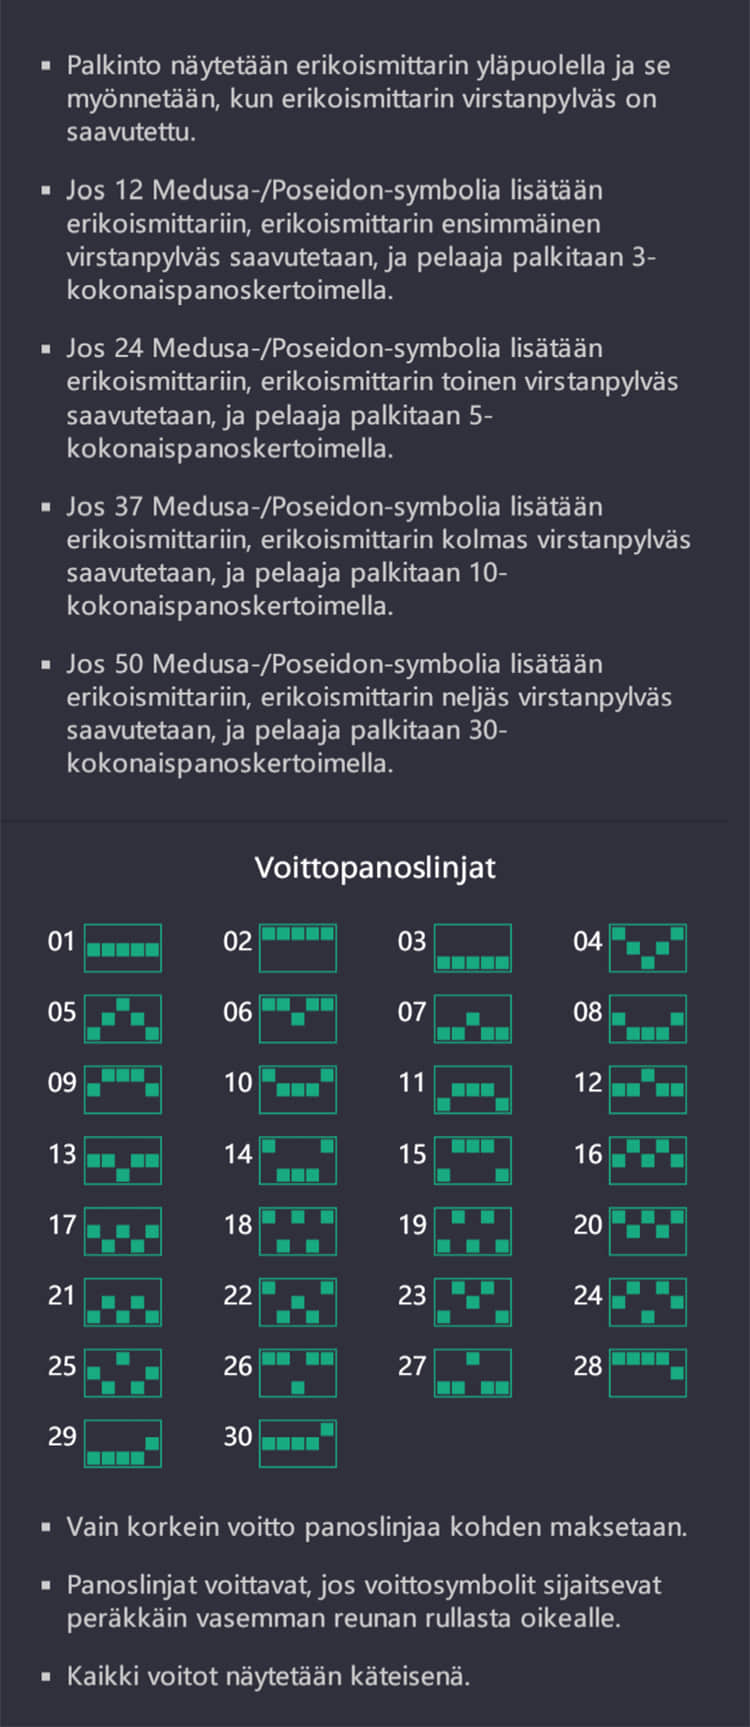 ▪ Palkinto näytetään erikoismittarin yläpuolella ja se
myönnetään, kun erikoismittarin virstanpylväs on
saavutettu.
▪ Jos 12 Medusa-/Poseidon-symbolia lisätään
erikoismittariin, erikoismittarin ensimmäinen
virstanpylväs saavutetaan, ja pelaaja palkitaan 3-
kokonaispanoskertoimella.
▪ Jos 24 Medusa-/Poseidon-symbolia lisätään
erikoismittariin, erikoismittarin toinen virstanpylväs
saavutetaan, ja pelaaja palkitaan 5-
kokonaispanoskertoimella.
▪ Jos 37 Medusa-/Poseidon-symbolia lisätään
erikoismittariin, erikoismittarin kolmas virstanpylväs
saavutetaan, ja pelaaja palkitaan 10-
kokonaispanoskertoimella.
▪ Jos 50 Medusa-/Poseidon-symbolia lisätään
erikoismittariin, erikoismittarin neljäs virstanpylväs
saavutetaan, ja pelaaja palkitaan 30-
kokonaispanoskertoimella.
Voittopanoslinjat
01 02 03 04
05 06 07 08
09 10 11 12
13 14 15 16
17 18 19 20
21 22 23 24
25 26 27 28
29 30
▪ Vain korkein voitto panoslinjaa kohden maksetaan.
▪ Panoslinjat voittavat, jos voittosymbolit sijaitsevat
peräkkäin vasemman reunan rullasta oikealle.
▪ Kaikki voitot näytetään käteisenä.